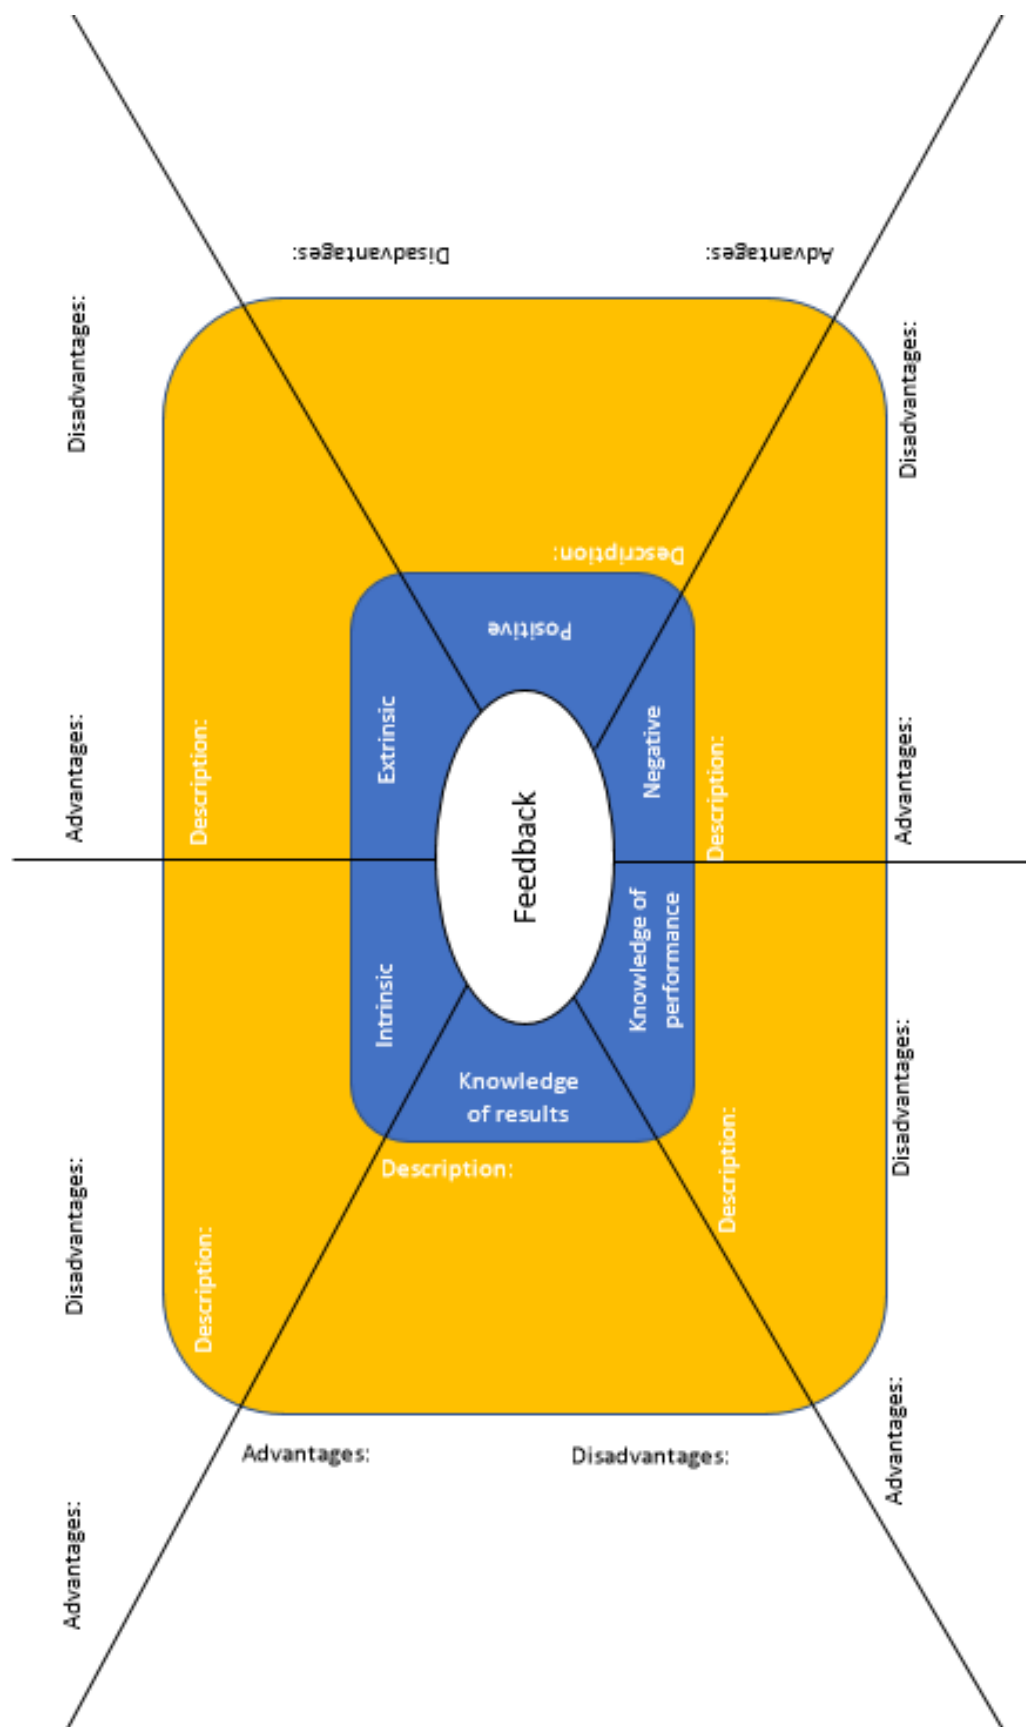 Feedback
Intrinsic
Description:
Advantages:
Disadvantages:
Extrinsic
Description:
Advantages:
Disadvantages:
Positive
Description:
Advantages:
Disadvantages:
Negative
Description:
Advantages:
Disadvantages:
Knowledge of
performance
Description:
Advantages:
Disadvantages:
Knowledge
of results
Description:
Advantages:
Disadvantages: